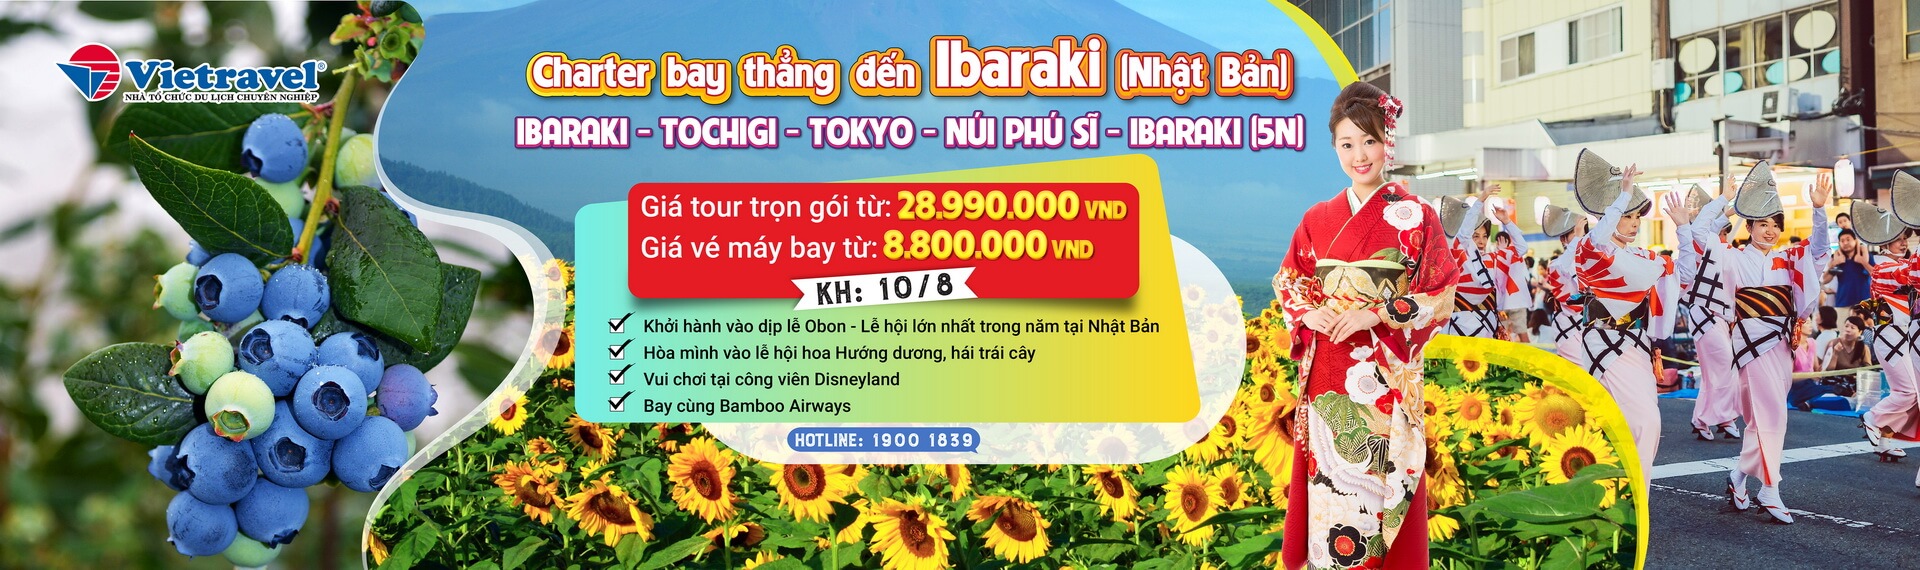 Vietravel®
NHÀ TỔ CHỨC DU LỊCH CHUYÊN NGHIỆP
Charter bay thẳng đến Ibaraki (Nhật Bản)
IBARAKI - TOCHIGI - TOKYO - NÚI PHÚ SĨ - IBARAKI (5N)
Giá tour trọn gói từ: 28.990.000 VND
Giá vé máy bay từ: 8.800.000 VND
KH: 10/8
Khởi hành vào dịp lễ Obon - Lễ hội lớn nhất trong năm tại Nhật Bản
Hòa mình vào lễ hội hoa Hướng dương, hái trái cây
Vui chơi tại công viên Disneyland
Bay cùng Bamboo Airways
HOTLINE: 1900 1839